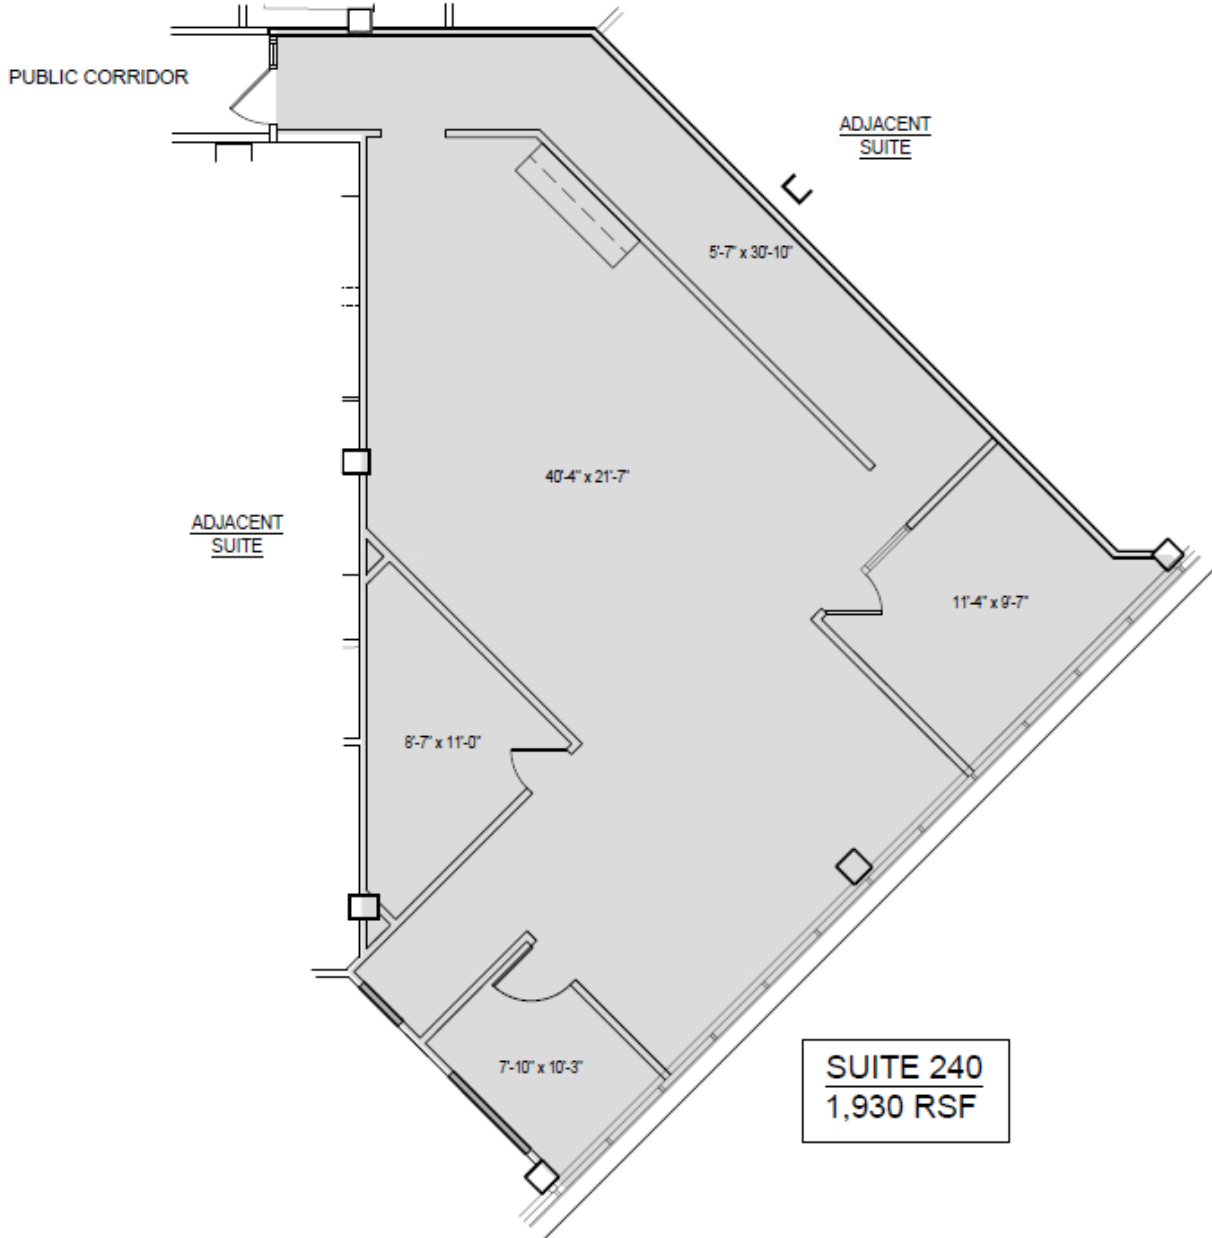 PUBLIC CORRIDOR
ADJACENT
SUITE
5'-7" x 30'-10"
40'-4" x 21'-7"
ADJACENT
SUITE
11'-4" x 9'-7"
8'-7" x 11'-0"
7'-10" x 10'-3"
SUITE 240
1,930 RSF